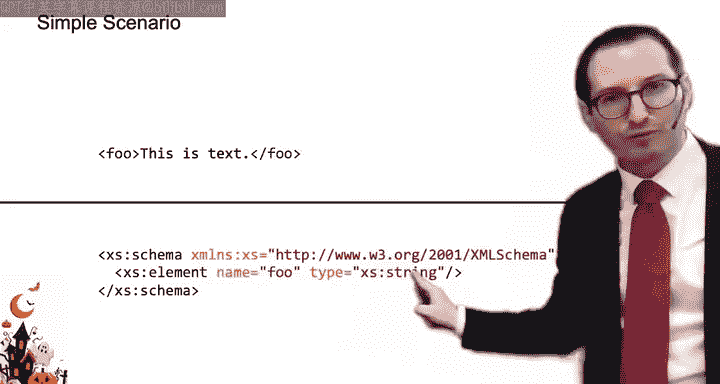 Simple Scenario
<foo>This is text.</foo>
<xs:schema xmlns:xs="http://www.w3.org/2001/XMLSchema"
<xs:element name="foo" type="xs:string"/>
</xs:schema>